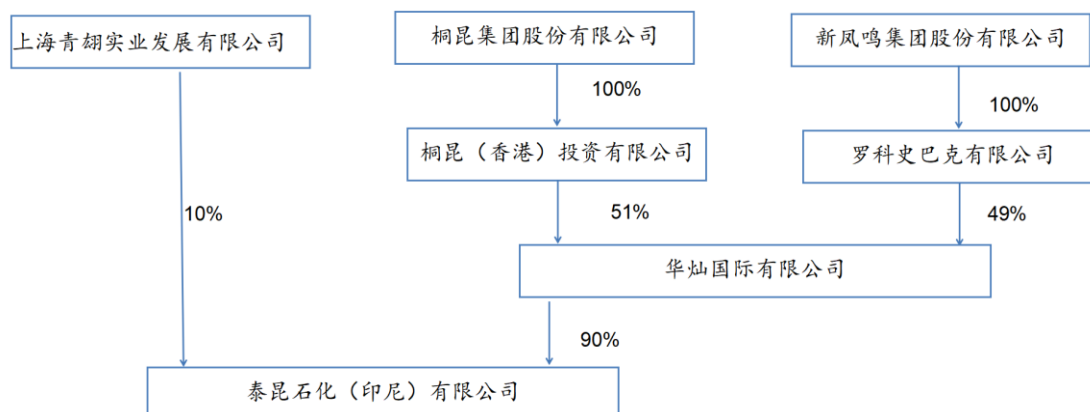 上海青翃实业发展有限公司
桐昆集团股份有限公司
新凤鸣集团股份有限公司
100%
100%
桐昆（香港）投资有限公司
罗科史巴克有限公司
10%
51%
49%
华灿国际有限公司
90%
泰昆石化（印尼）有限公司